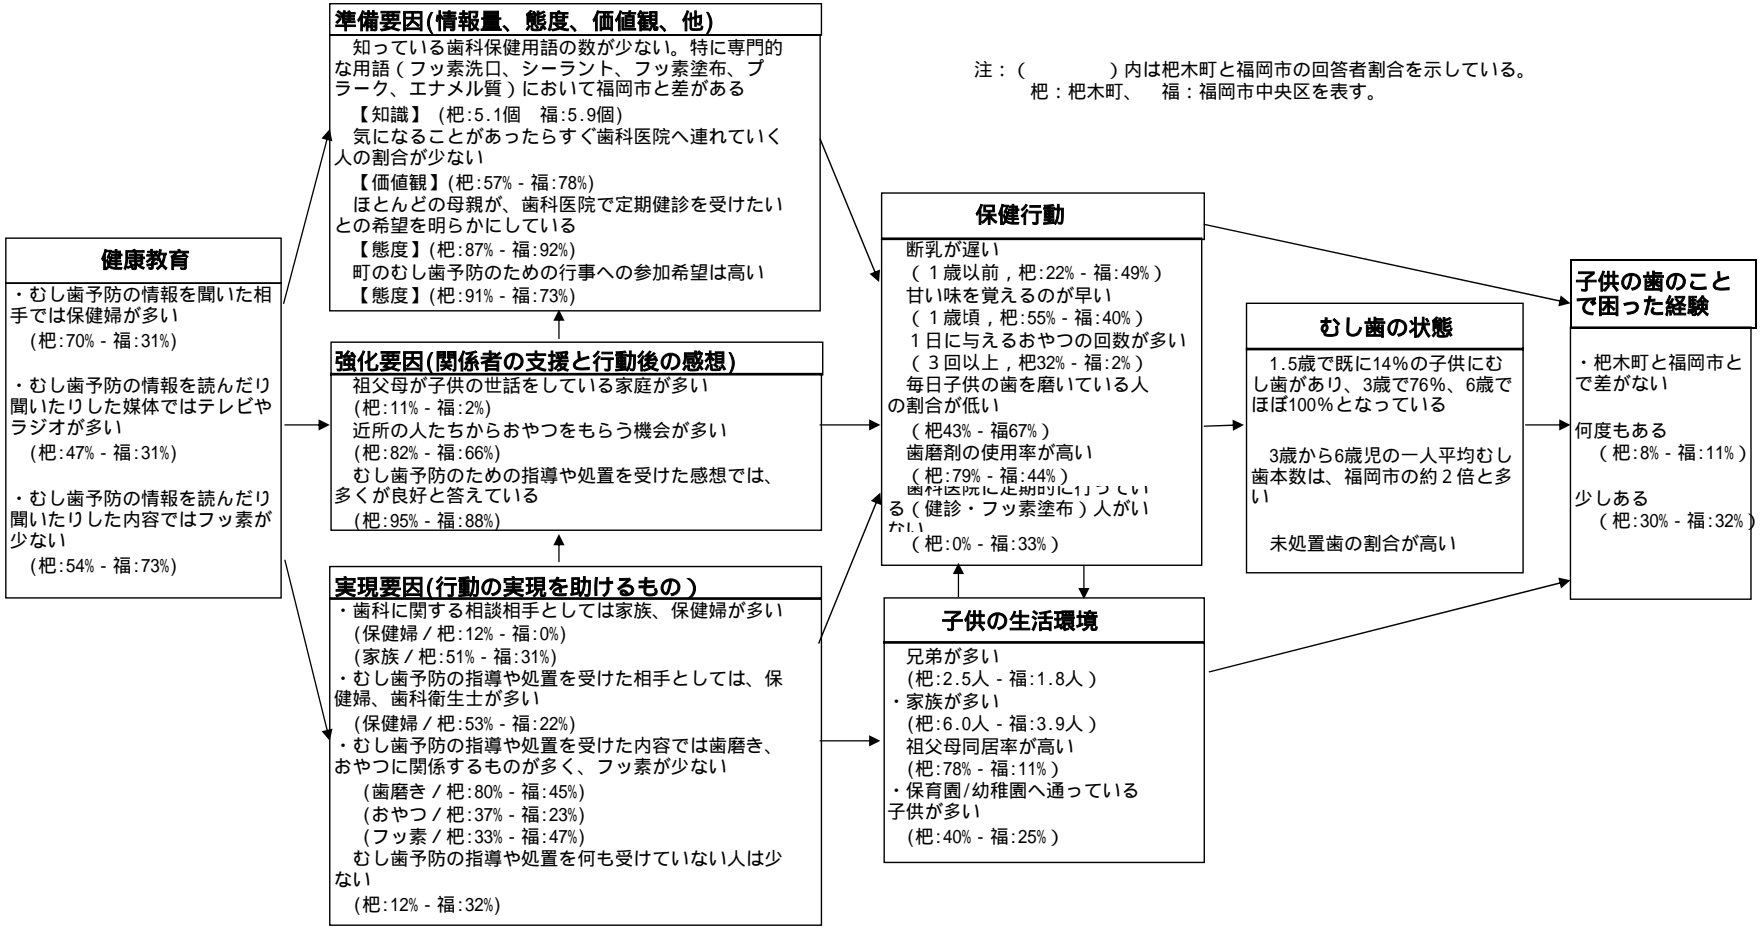 準備要因(情報量、態度、価値観、他)
知っている歯科保健用語の数が少ない。特に専門的
な用語(フッ素洗口、シーラント、フッ素塗布、プ
ラーク、エナメル質)において福岡市と差がある
【知識】 (杷:5.1個 福:5.9個)
気になることがあったらすぐ歯科医院へ連れていく
人の割合が少ない
【価値観】(杷:57% - 福:78%)
ほとんどの母親が、歯科医院で定期健診を受けたい
との希望を明らかにしている
【態度】(杷:87% - 福:92%)
町のむし歯予防のための行事への参加希望は高い
【態度】(杷:91% - 福:73%)
注:( )内は杷木町と福岡市の回答者割合を示している。
杷:杷木町、 福:福岡市中央区を表す。
健康教育
・むし歯予防の情報を聞いた相
手では保健婦が多い
(杷:70% - 福:31%)
・むし歯予防の情報を読んだり
聞いたりした媒体ではテレビや
ラジオが多い
(杷:47% - 福:31%)
・むし歯予防の情報を読んだり
聞いたりした内容ではフッ素が
少ない
(杷:54% - 福:73%)
強化要因(関係者の支援と行動後の感想)
祖父母が子供の世話をしている家庭が多い
(杷:11% - 福:2%)
近所の人たちからおやつをもらう機会が多い
(杷:82% - 福:66%)
むし歯予防のための指導や処置を受けた感想では、
多くが良好と答えている
(杷:95% - 福:88%)
実現要因(行動の実現を助けるもの)
・歯科に関する相談相手としては家族、保健婦が多い
(保健婦/杷:12% - 福:0%)
(家族/杷:51% - 福:31%)
・むし歯予防の指導や処置を受けた相手としては、保
健婦、歯科衛生士が多い
(保健婦/杷:53% - 福:22%)
・むし歯予防の指導や処置を受けた内容では歯磨き、
おやつに関係するものが多く、フッ素が少ない
(歯磨き/杷:80% - 福:45%)
(おやつ/杷:37% - 福:23%)
(フッ素/杷:33% - 福:47%)
むし歯予防の指導や処置を何も受けていない人は少
ない
(杷:12% - 福:32%)
保健行動
断乳が遅い
(1歳以前,杷:22% - 福:49%)
甘い味を覚えるのが早い
(1歳頃,杷:55% - 福:40%)
1日に与えるおやつの回数が多い
(3回以上,杷32% - 福:2%)
毎日子供の歯を磨いている人
の割合が低い
(杷43% - 福67%)
歯磨剤の使用率が高い
(杷:79% - 福:44%)
歯科医院に定期的に行ってい
る(健診・フッ素塗布)人がい
ない
(杷:0% - 福:33%)
子供の生活環境
兄弟が多い
(杷:2.5人 - 福:1.8人)
・家族が多い
(杷:6.0人 - 福:3.9人)
祖父母同居率が高い
(杷:78% - 福:11%)
・保育園/幼稚園へ通っている
子供が多い
(杷:40% - 福:25%)
むし歯の状態
1.5歳で既に14%の子供にむ
し歯があり、3歳で76%、6歳で
ほぼ100%となっている
3歳から6歳児の一人平均むし
歯本数は、福岡市の約2倍と多
い
未処置歯の割合が高い
子供の歯のこと
で困った経験
・杷木町と福岡市と
で差がない
何度もある
(杷:8% - 福:11%)
少しある
(杷:30% - 福:32%)